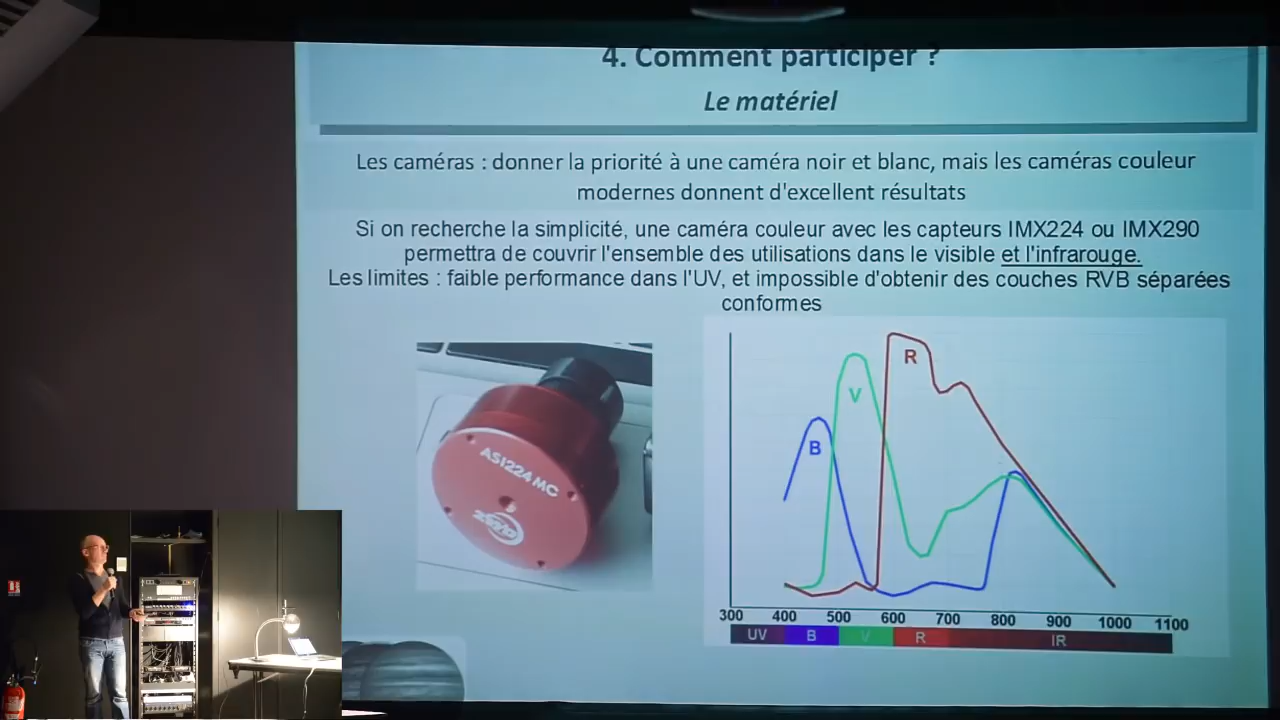 4. Comment participer ?
Le matériel
Les caméras : donner la priorité à une caméra noir et blanc, mais les caméras couleur
modernes donnent d'excellent résultats
Si on recherche la simplicité, une caméra couleur avec les capteurs IMX224 ou IMX290
permettra de couvrir l'ensemble des utilisations dans le visible et l'infrarouge.
Les limites : faible performance dans l'UV, et impossible d'obtenir des couches RVB séparées
conformes
ASI224MC
ZWO
R
V
B
300 400 500 600 700 800 900 1000 1100
UV B V R IR